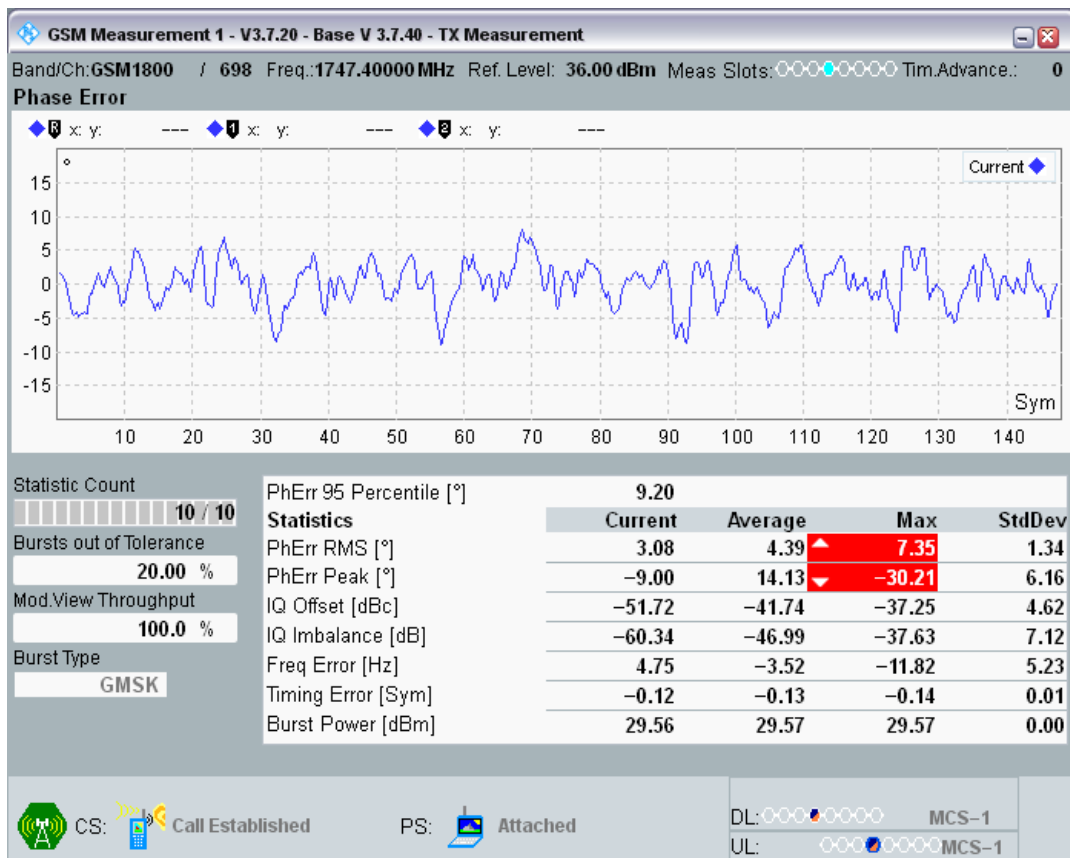 GSM Measurement 1 - V3.7.20 - Base V 3.7.40 - TX Measurement
Band/Ch:GSM1800 / 698 Freq.:1747.40000 MHz Ref. Level: 36.00 dBm Meas Slots: Tim.Advance.: 0
Phase Error
R x: y: --- 1 x: y: --- 2 x: y: ---
° Current
15
10
5
0
-5
-10
-15
Sym
10 20 30 40 50 60 70 80 90 100 110 120 130 140
Statistic Count
10 / 10
Bursts out of Tolerance
20.00 %
Mod.View Throughput
100.0 %
Burst Type
GMSK
PhErr 95 Percentile [°] 9.20
Statistics Current Average Max StdDev
PhErr RMS [°] 3.08 4.39 7.35 1.34
PhErr Peak [°] −9.00 14.13 −30.21 6.16
IQ Offset [dBc] −51.72 −41.74 −37.25 4.62
IQ Imbalance [dB] −60.34 −46.99 −37.63 7.12
Freq Error [Hz] 4.75 −3.52 −11.82 5.23
Timing Error [Sym] −0.12 −0.13 −0.14 0.01
Burst Power [dBm] 29.56 29.57 29.57 0.00
CS: Call Established PS: Attached
DL: MCS−1
UL: MCS−1